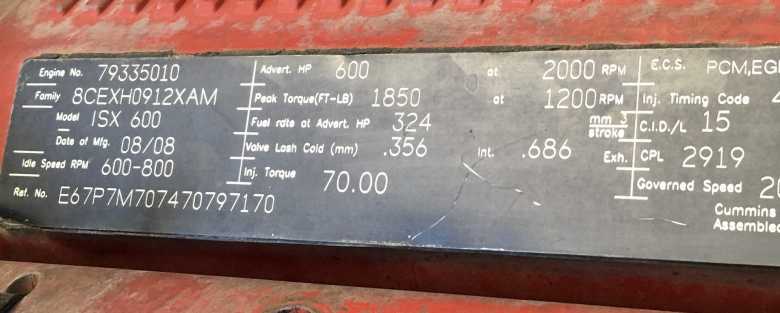 Engine No. 79335010 Advert. HP 600 at 2000 RPM E.C.S. PCM,EG
Family 8CEXH0912XAM Peak Torque(FT-LB) 1850 at 1200 RPM Inj. Timing Code
Model ISX 600 Fuel rate at Advert. HP 324 mm 3 stroke C.I.D./L 15
Date of Mfg. 08/08 Valve Lash Cold (mm) .356 Int. .686 Exh. CPL 2919
Idle Speed RPM 600-800 Inj. Torque 70.00 Governed Speed
Ref. No. E67P7M707470797170 Cummins
Assembled